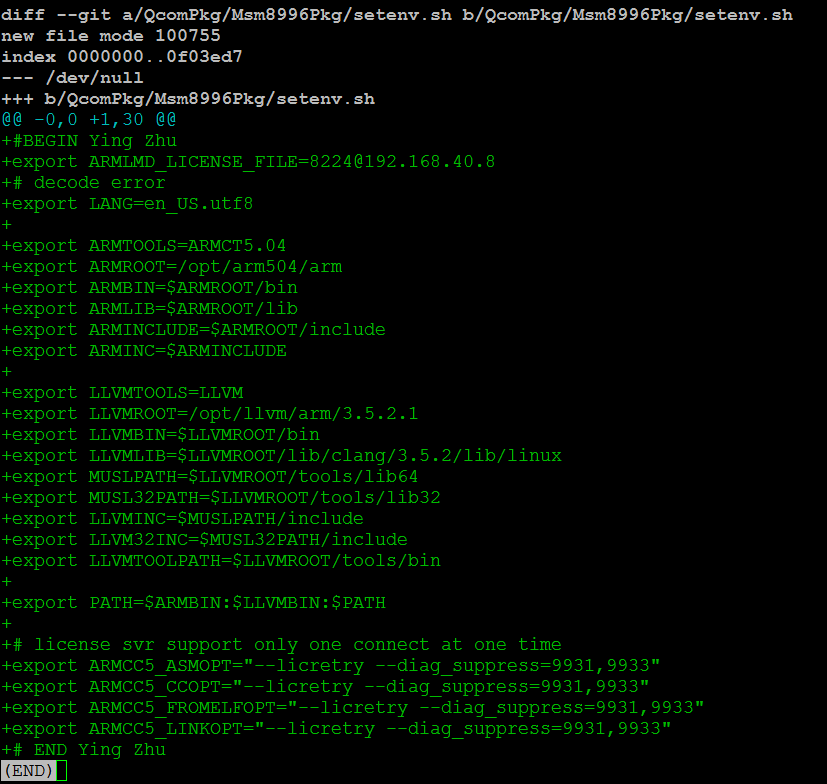 diff --git a/QcomPkg/Msm8996Pkg/setenv.sh b/QcomPkg/Msm8996Pkg/setenv.sh
new file mode 100755
index 0000000..0f03ed7
--- /dev/null
+++ b/QcomPkg/Msm8996Pkg/setenv.sh
@@ -0,0 +1,30 @@
+#BEGIN Ying Zhu
+export ARMLMD_LICENSE_FILE=8224@192.168.40.8
+# decode error
+export LANG=en_US.utf8
+
+export ARMTOOLS=ARMCT5.04
+export ARMROOT=/opt/arm504/arm
+export ARMBIN=$ARMROOT/bin
+export ARMLIB=$ARMROOT/lib
+export ARMINCLUDE=$ARMROOT/include
+export ARMINC=$ARMINCLUDE
+
+export LLVMTOOLS=LLVM
+export LLVMROOT=/opt/llvm/arm/3.5.2.1
+export LLVMBIN=$LLVMROOT/bin
+export LLVMLIB=$LLVMROOT/lib/clang/3.5.2/lib/linux
+export MUSLPATH=$LLVMROOT/tools/lib64
+export MUSL32PATH=$LLVMROOT/tools/lib32
+export LLVMINC=$MUSLPATH/include
+export LLVM32INC=$MUSL32PATH/include
+export LLVMTOOLPATH=$LLVMROOT/tools/bin
+
+export PATH=$ARMBIN:$LLVMBIN:$PATH
+
+# license svr support only one connect at one time
+export ARMCC5_ASMOPT="--licretry --diag_suppress=9931,9933"
+export ARMCC5_CCOPT="--licretry --diag_suppress=9931,9933"
+export ARMCC5_FROMELFOPT="--licretry --diag_suppress=9931,9933"
+export ARMCC5_LINKOPT="--licretry --diag_suppress=9931,9933"
+# END Ying Zhu
(END)